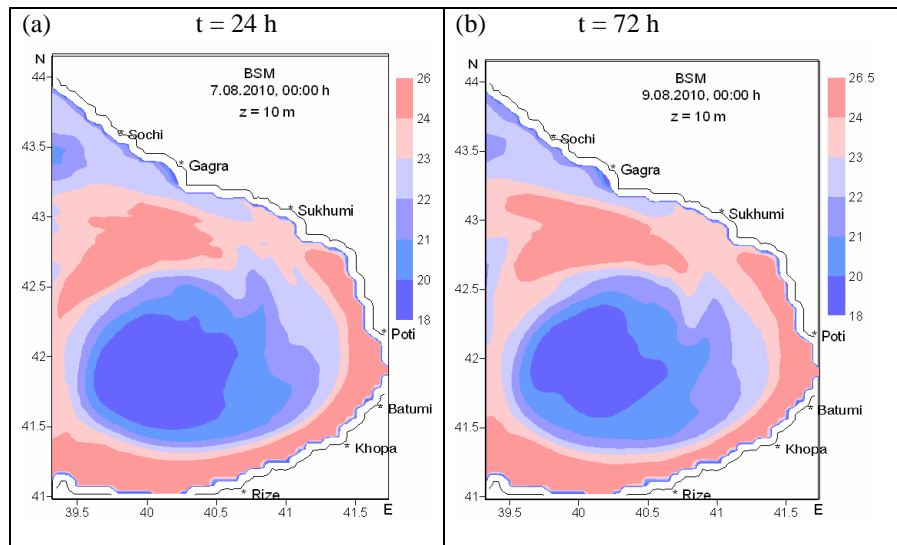 (a) t = 24 h
N
BSM
7.08.2010, 00:00 h
z = 10 m
44
43.5
43
42.5
42
41.5
41
39.5 40 40.5 41 41.5 E
* Sochi
* Gagra
* Sukhumi
* Poti
* Batumi
* Khopa
* Rize
26
24
23
22
21
20
18
(b) t = 72 h
N
BSM
9.08.2010, 00:00 h
z = 10 m
44
43.5
43
42.5
42
41.5
41
39.5 40 40.5 41 41.5 E
* Sochi
* Gagra
* Sukhumi
* Poti
* Batumi
* Khopa
* Rize
26.5
24
23
22
21
20
18